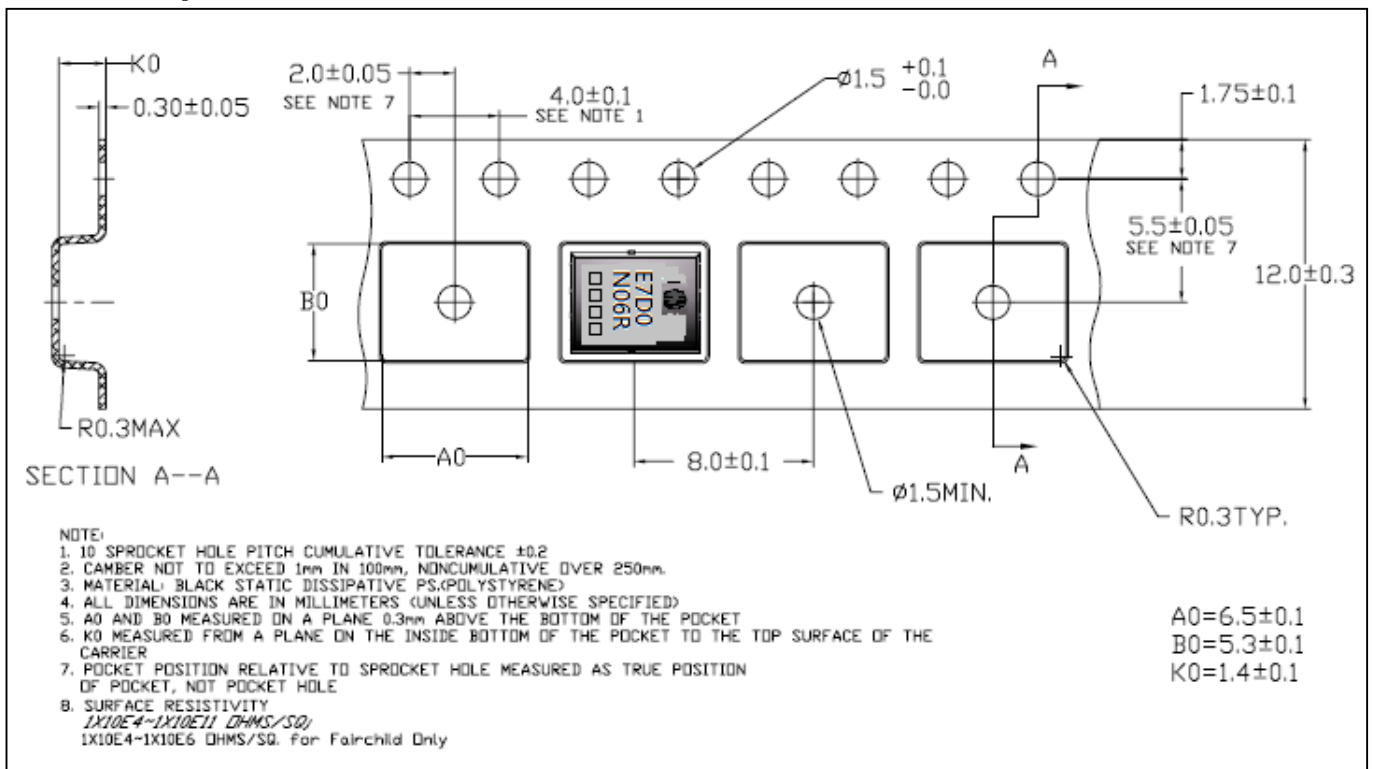 K0
0.30±0.05
2.0±0.05
SEE NOTE 7
4.0±0.1
SEE NOTE 1
Ø1.5 +0.1 -0.0
A
1.75±0.1
5.5±0.05
SEE NOTE 7
12.0±0.3
B0
E7D0
N06R
□□□□
R0.3MAX
SECTION A--A
A0
8.0±0.1
Ø1.5MIN.
A
R0.3TYP.
NOTE:
1. 10 SPROCKET HOLE PITCH CUMULATIVE TOLERANCE ±0.2
2. CAMBER NOT TO EXCEED 1mm IN 100mm, NONCUMULATIVE OVER 250mm.
3. MATERIAL: BLACK STATIC DISSIPATIVE PS.(POLYSTYRENE)
4. ALL DIMENSIONS ARE IN MILLIMETERS (UNLESS OTHERWISE SPECIFIED)
5. A0 AND B0 MEASURED ON A PLANE 0.3mm ABOVE THE BOTTOM OF THE POCKET
6. K0 MEASURED FROM A PLANE ON THE INSIDE BOTTOM OF THE POCKET TO THE TOP SURFACE OF THE
CARRIER
7. POCKET POSITION RELATIVE TO SPROCKET HOLE MEASURED AS TRUE POSITION
OF POCKET, NOT POCKET HOLE
8. SURFACE RESISTIVITY
1X10E4~1X10E11 OHMS/SQ;
1X10E4~1X10E6 OHMS/SQ. for Fairchild Only
A0=6.5±0.1
B0=5.3±0.1
K0=1.4±0.1